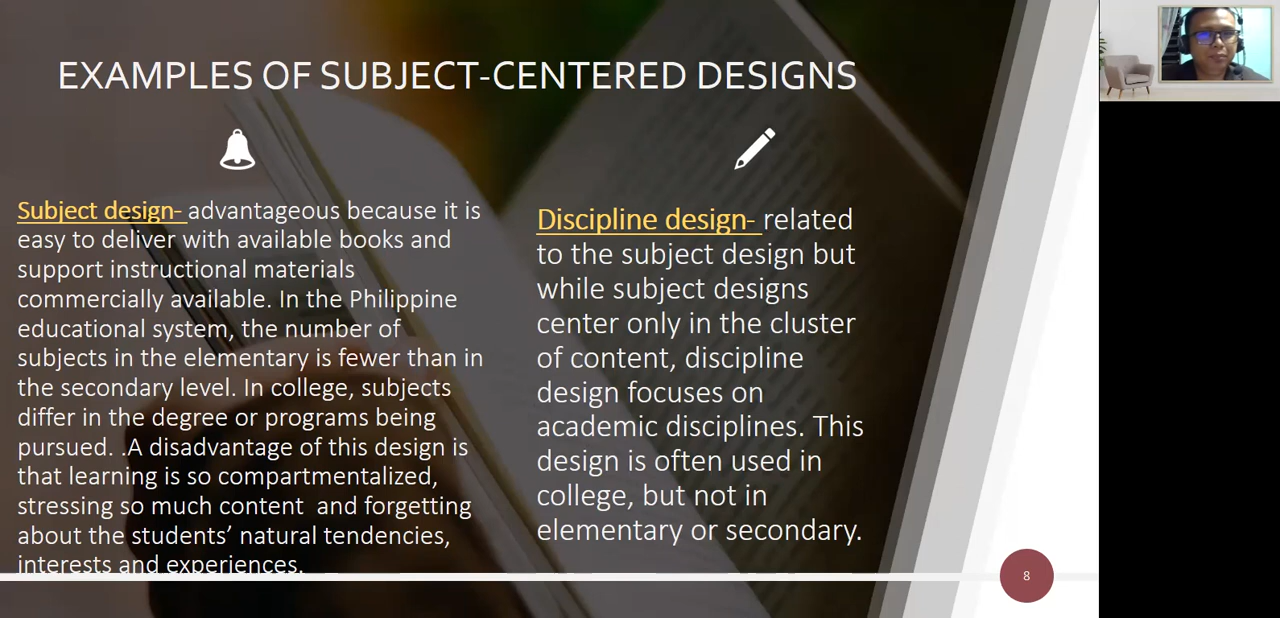 EXAMPLES OF SUBJECT-CENTERED DESIGNS
Subject design- advantageous because it is
easy to deliver with available books and
support instructional materials
commercially available. In the Philippine
educational system, the number of
subjects in the elementary is fewer than in
the secondary level. In college, subjects
differ in the degree or programs being
pursued. .A disadvantage of this design is
that learning is so compartmentalized,
stressing so much content  and forgetting
about the students’ natural tendencies,
interests and experiences.
Discipline design- related
to the subject design but
while subject designs
center only in the cluster
of content, discipline
design focuses on
academic disciplines. This
design is often used in
college, but not in
elementary or secondary.
8